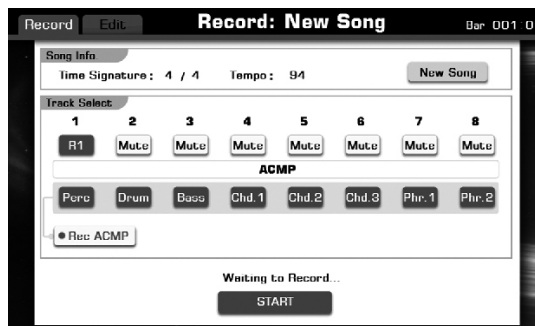 Record Edit Record: New Song Bar 001:0
Song Info
Time Signature: 4 / 4 Tempo: 94 New Song
Track Select
1 2 3 4 5 6 7 8
R1 Mute Mute Mute Mute Mute Mute Mute
ACMP
Perc Drum Bass Chd.1 Chd.2 Chd.3 Phr.1 Phr.2
Rec ACMP
Waiting to Record...
START